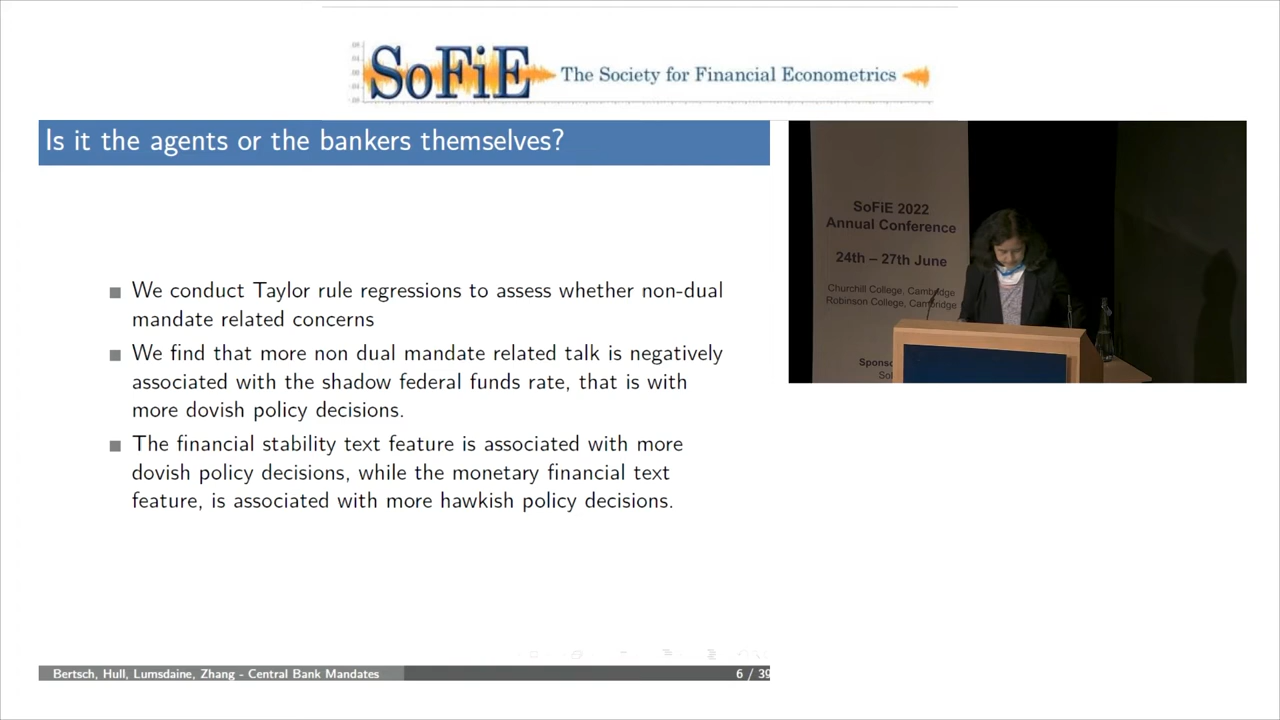 SoFiE
The Society for Financial Econometrics
Is it the agents or the bankers themselves?
We conduct Taylor rule regressions to assess whether non-dual
mandate related concerns
We find that more non dual mandate related talk is negatively
associated with the shadow federal funds rate, that is with
more dovish policy decisions.
The financial stability text feature is associated with more
dovish policy decisions, while the monetary financial text
feature, is associated with more hawkish policy decisions.
Bertsch, Hull, Lumsdaine, Zhang - Central Bank Mandates
6 / 39
SoFiE 2022
Annual Conference
24th – 27th June
Churchill College, Cambridge
Robinson College, Cambridge